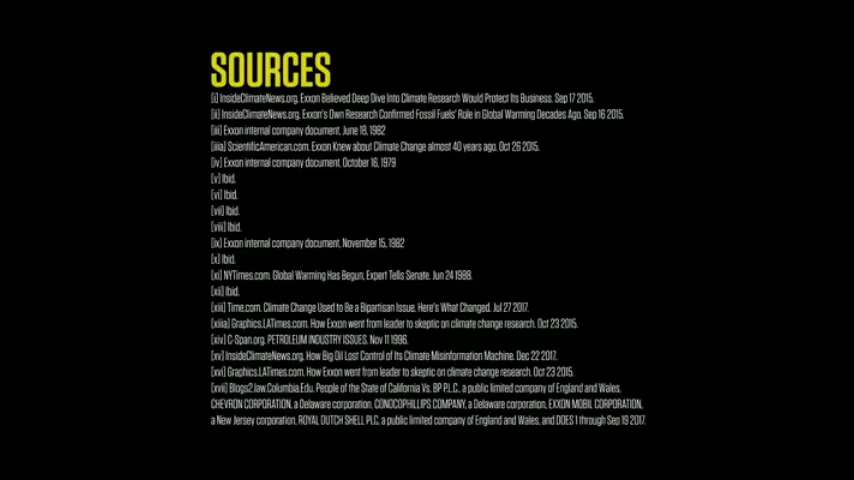 SOURCES
[i] InsideClimateNews.org. Exxon Believed Deep Dive Into Climate Research Would Protect Its Business. Sep 17 2015.
[ii] InsideClimateNews.org. Exxon's Own Research Confirmed Fossil Fuels' Role in Global Warming Decades Ago. Sep 16 2015.
[iii] Exxon internal company document, June 18, 1982
[iiia] ScientificAmerican.com. Exxon Knew about Climate Change almost 40 years ago. Oct 26 2015.
[iv] Exxon internal company document, October 16, 1979
[v] Ibid.
[vi] Ibid.
[vii] Ibid.
[viii] Ibid.
[ix] Exxon internal company document, November 15, 1982
[x] Ibid.
[xi] NYTimes.com. Global Warming Has Begun, Expert Tells Senate. Jun 24 1988.
[xii] Ibid.
[xiii] Time.com. Climate Change Used to Be a Bipartisan Issue. Here's What Changed. Jul 27 2017.
[xiiia] Graphics.LATimes.com. How Exxon went from leader to skeptic on climate change research. Oct 23 2015.
[xiv] C-Span.org. PETROLEUM INDUSTRY ISSUES. Nov 11 1996.
[xv] InsideClimateNews.org, How Big Oil Lost Control of Its Climate Misinformation Machine. Dec 22 2017.
[xvi] Graphics.LATimes.com. How Exxon went from leader to skeptic on climate change research. Oct 23 2015.
[xvii] Blogs2.law.Columbia.Edu. People of the State of California Vs. BP P.L.C., a public limited company of England and Wales,
CHEVRON CORPORATION, a Delaware corporation, CONOCOPHILLIPS COMPANY, a Delaware corporation, EXXON MOBIL CORPORATION,
a New Jersey corporation, ROYAL DUTCH SHELL PLC, a public limited company of England and Wales, and DOES 1 through Sep 19 2017.